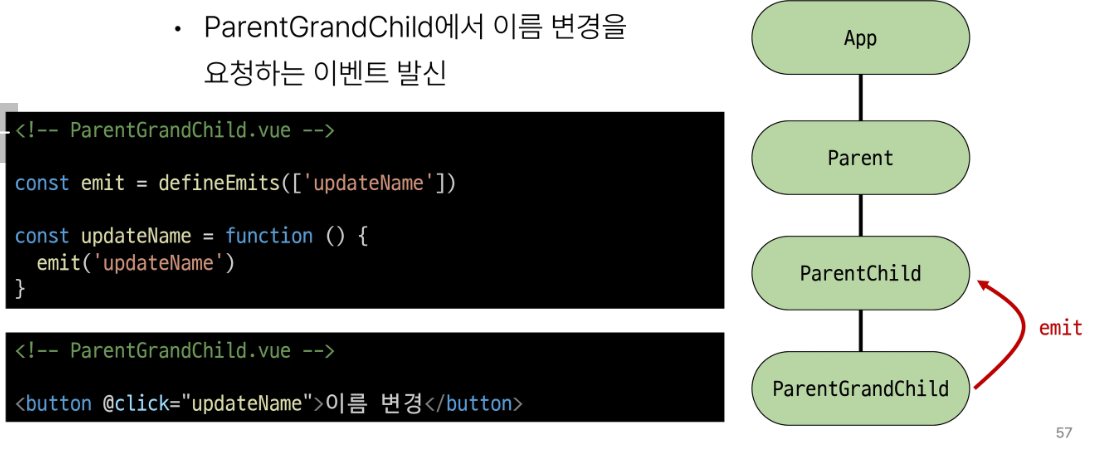 • ParentGrandChild에서 이름 변경을
요청하는 이벤트 발신
<!-- ParentGrandChild.vue -->
const emit = defineEmits(['updateName'])
const updateName = function () {
  emit('updateName')
}
<!-- ParentGrandChild.vue -->
<button @click="updateName">이름 변경</button>
App
Parent
ParentChild
emit
ParentGrandChild
57